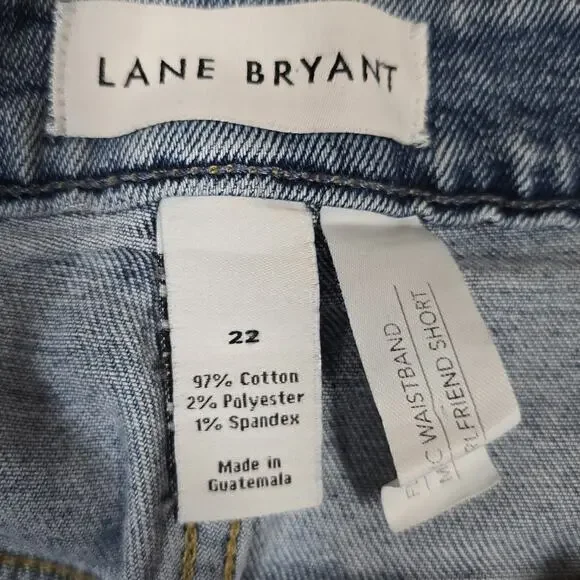 LANE BRYANT
22
97% Cotton
2% Polyester
1% Spandex
Made in
Guatemala
WAISTBAND
SHORT